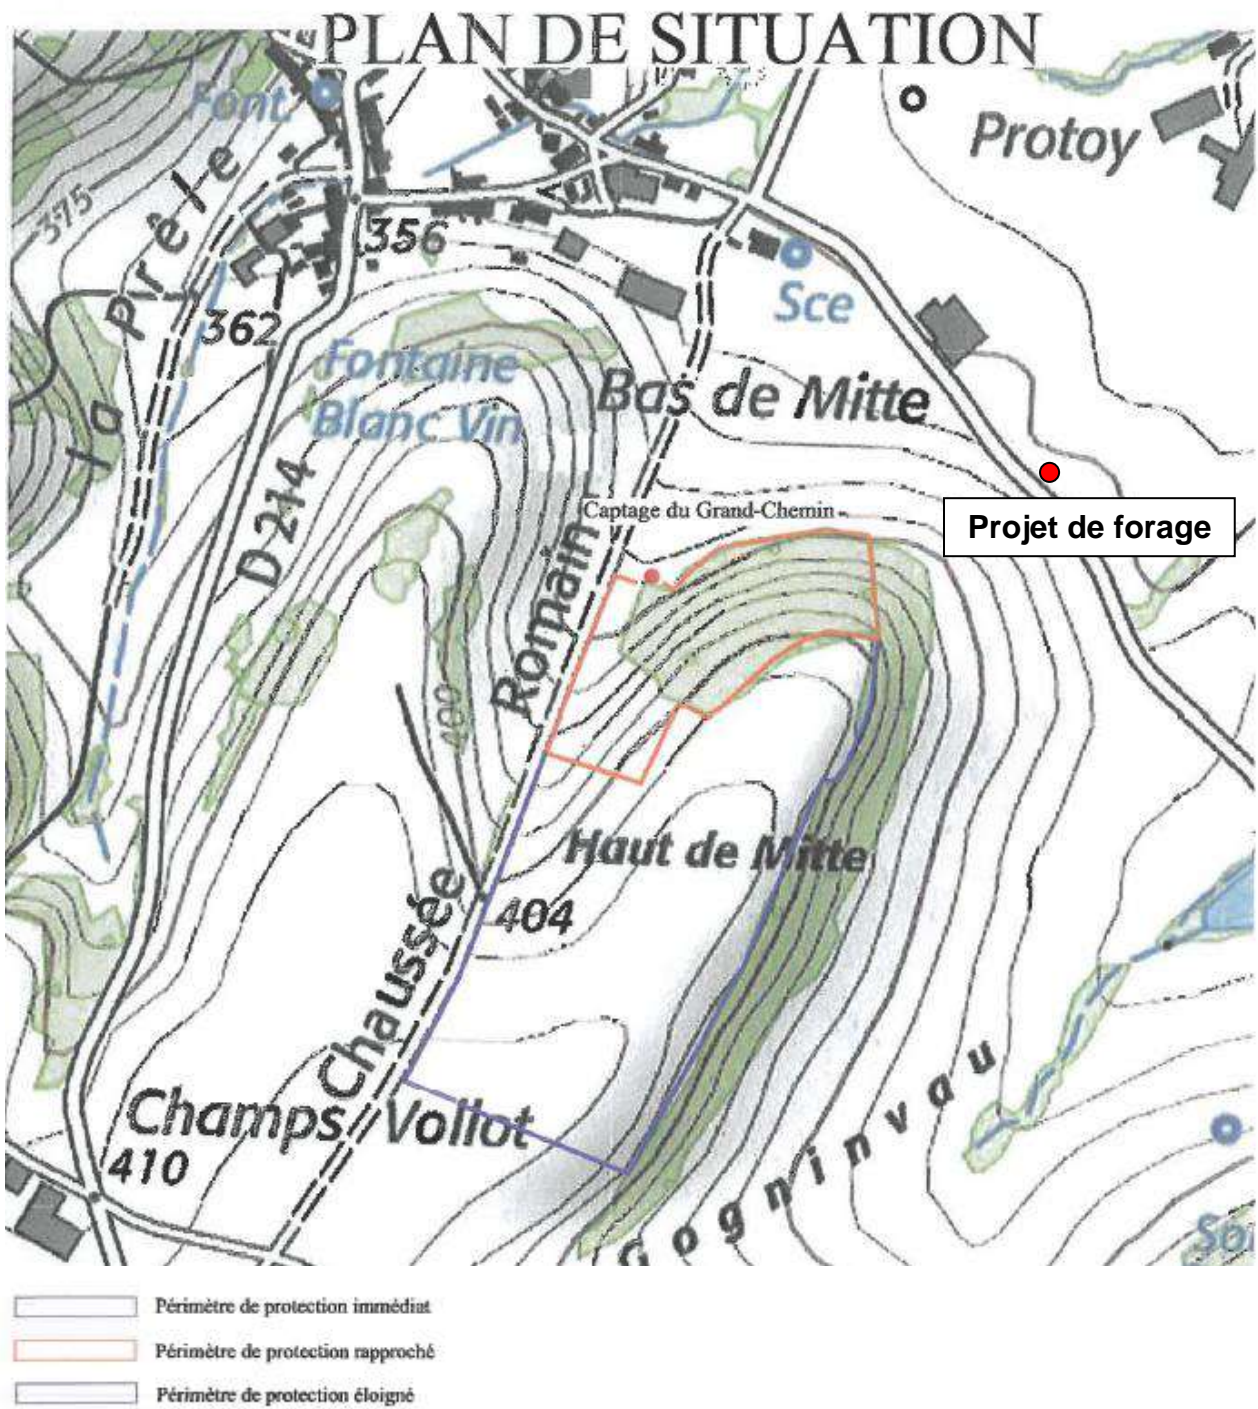 PLAN DE SITUATION
Font.
Protoy
375
la Prêle
356
Sce
362
Fontaine
Blanc Vin
Bas de Mitte
D 214
Captage du Grand-Chemin
Projet de forage
Chaussée Romain
400
Haut de Mitte
404
Champs Vollot
410
Gogninvau
So
Périmètre de protection immédiat
Périmètre de protection rapproché
Périmètre de protection éloigné